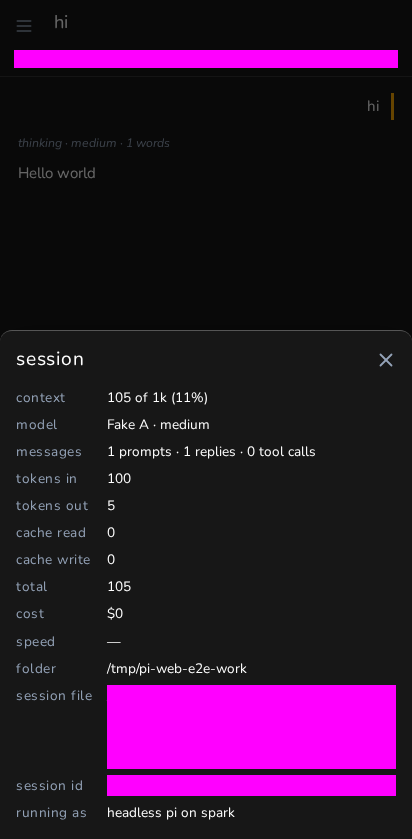 hi
hi
thinking · medium · 1 words
Hello world
session
context 105 of 1k (11%)
model Fake A · medium
messages 1 prompts · 1 replies · 0 tool calls
tokens in 100
tokens out 5
cache read 0
cache write 0
total 105
cost $0
speed —
folder /tmp/pi-web-e2e-work
session file
session id
running as headless pi on spark